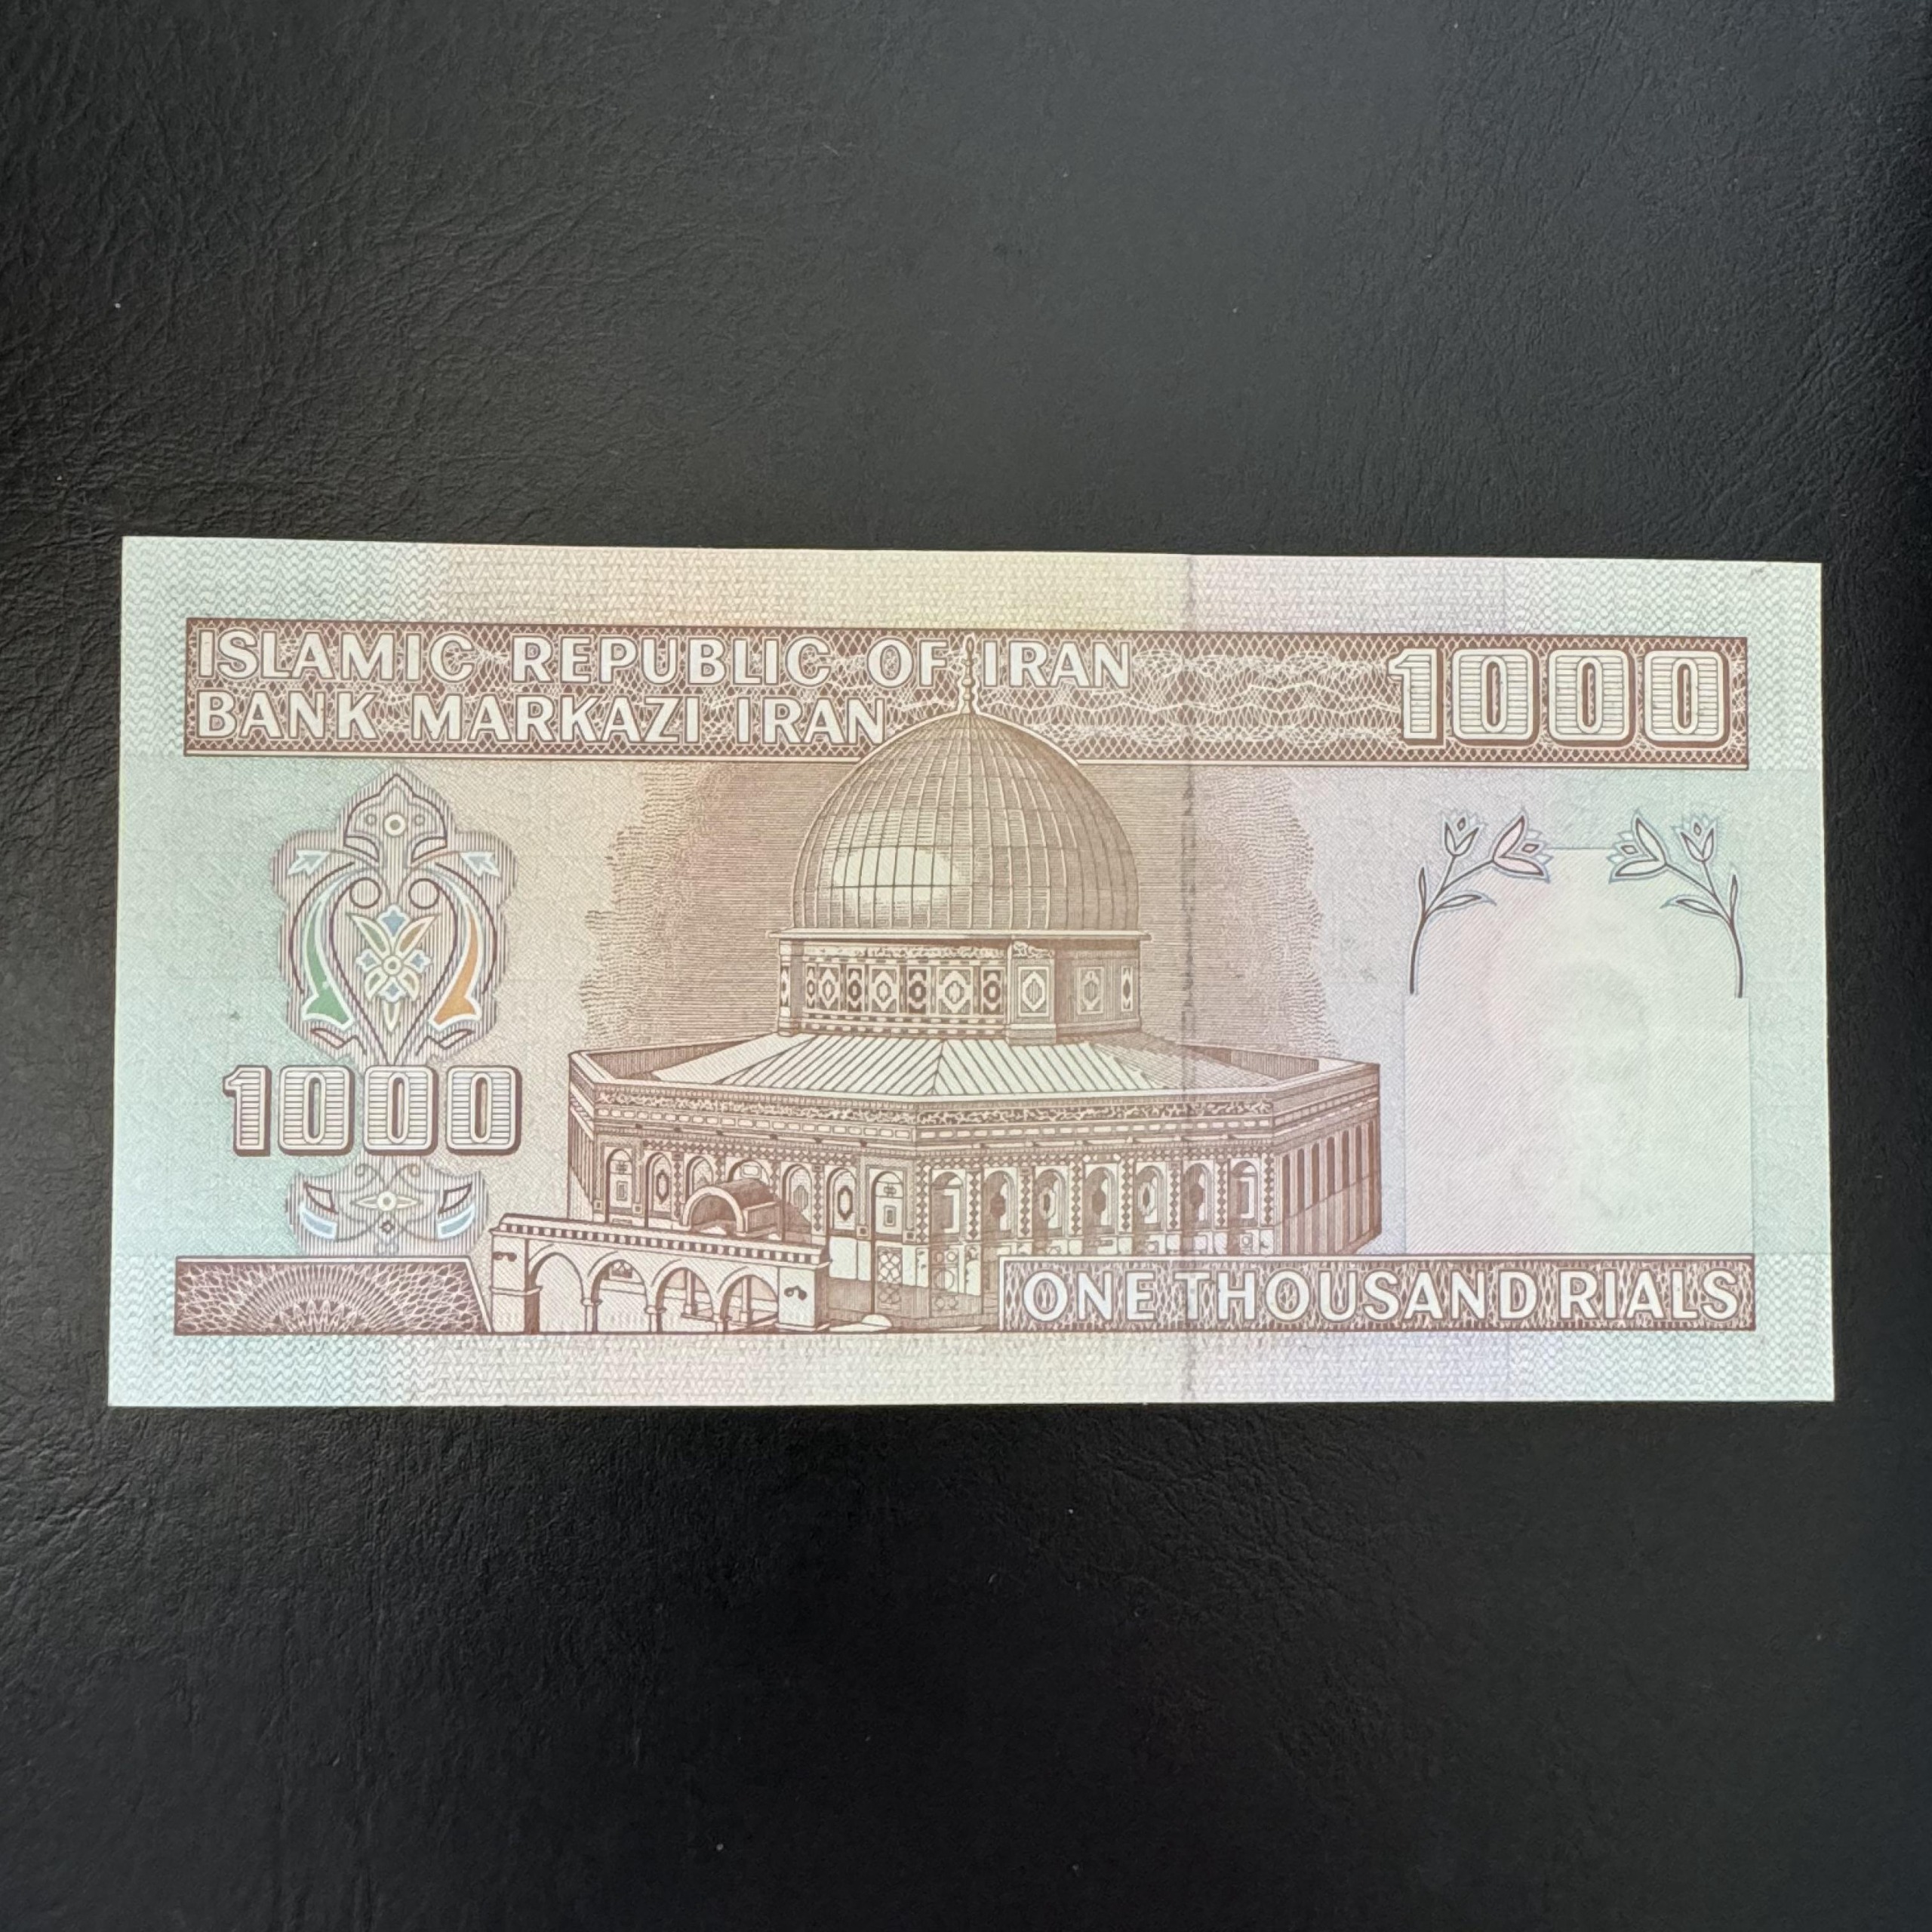 ISLAMIC REPUBLIC OF IRAN
BANK MARKAZI IRAN
1000
1000
ONE THOUSAND RIALS